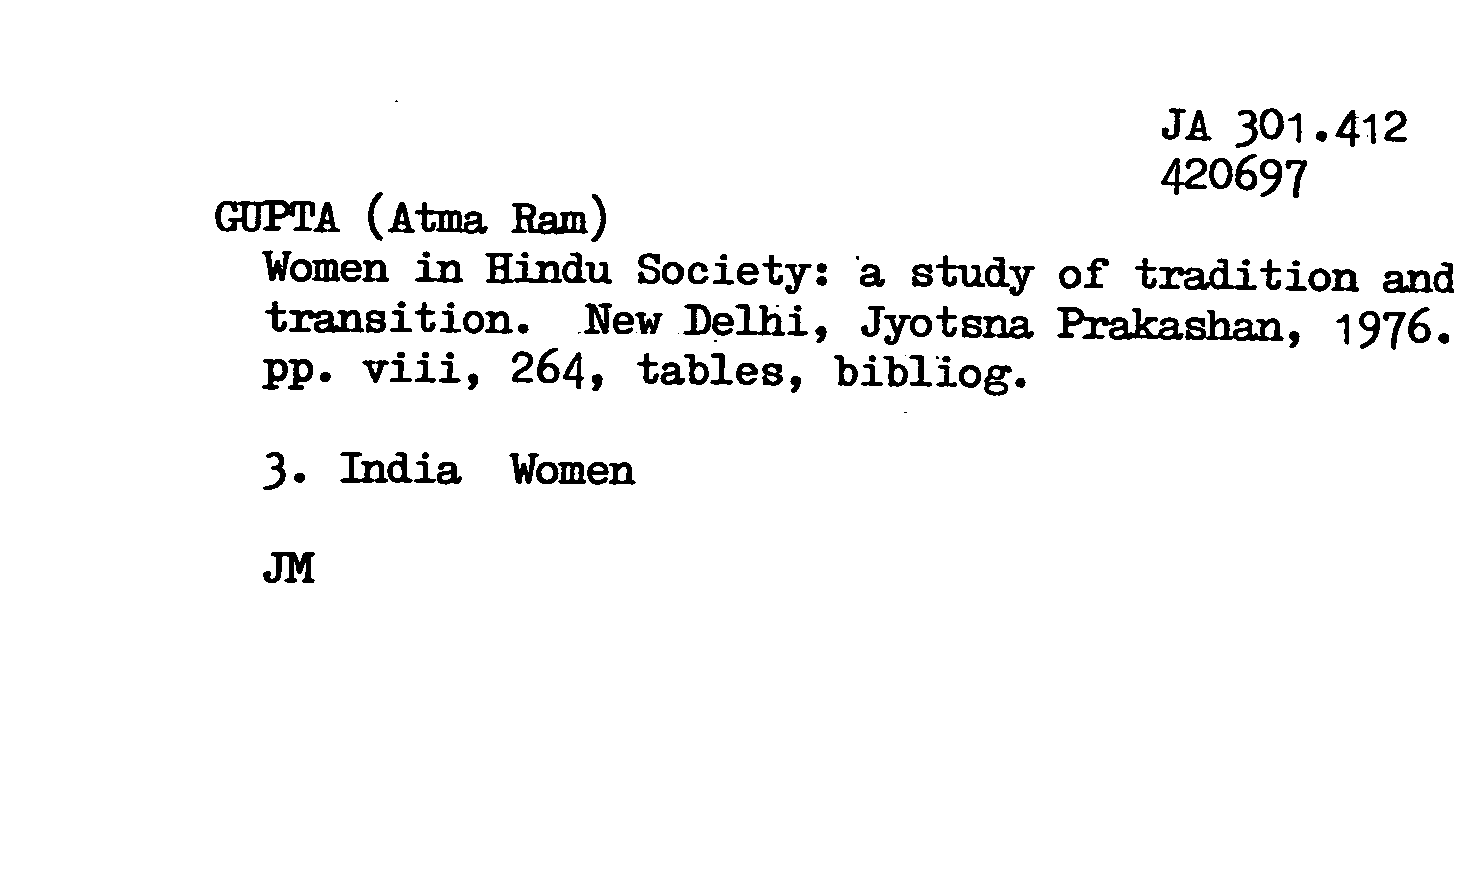 JA 301.412
420697
GUPTA (Atma Ram)
Women in Hindu Society: a study of tradition and
transition. New Delhi, Jyotsna Prakashan, 1976.
pp. viii, 264, tables, bibliog.
3. India Women
JM